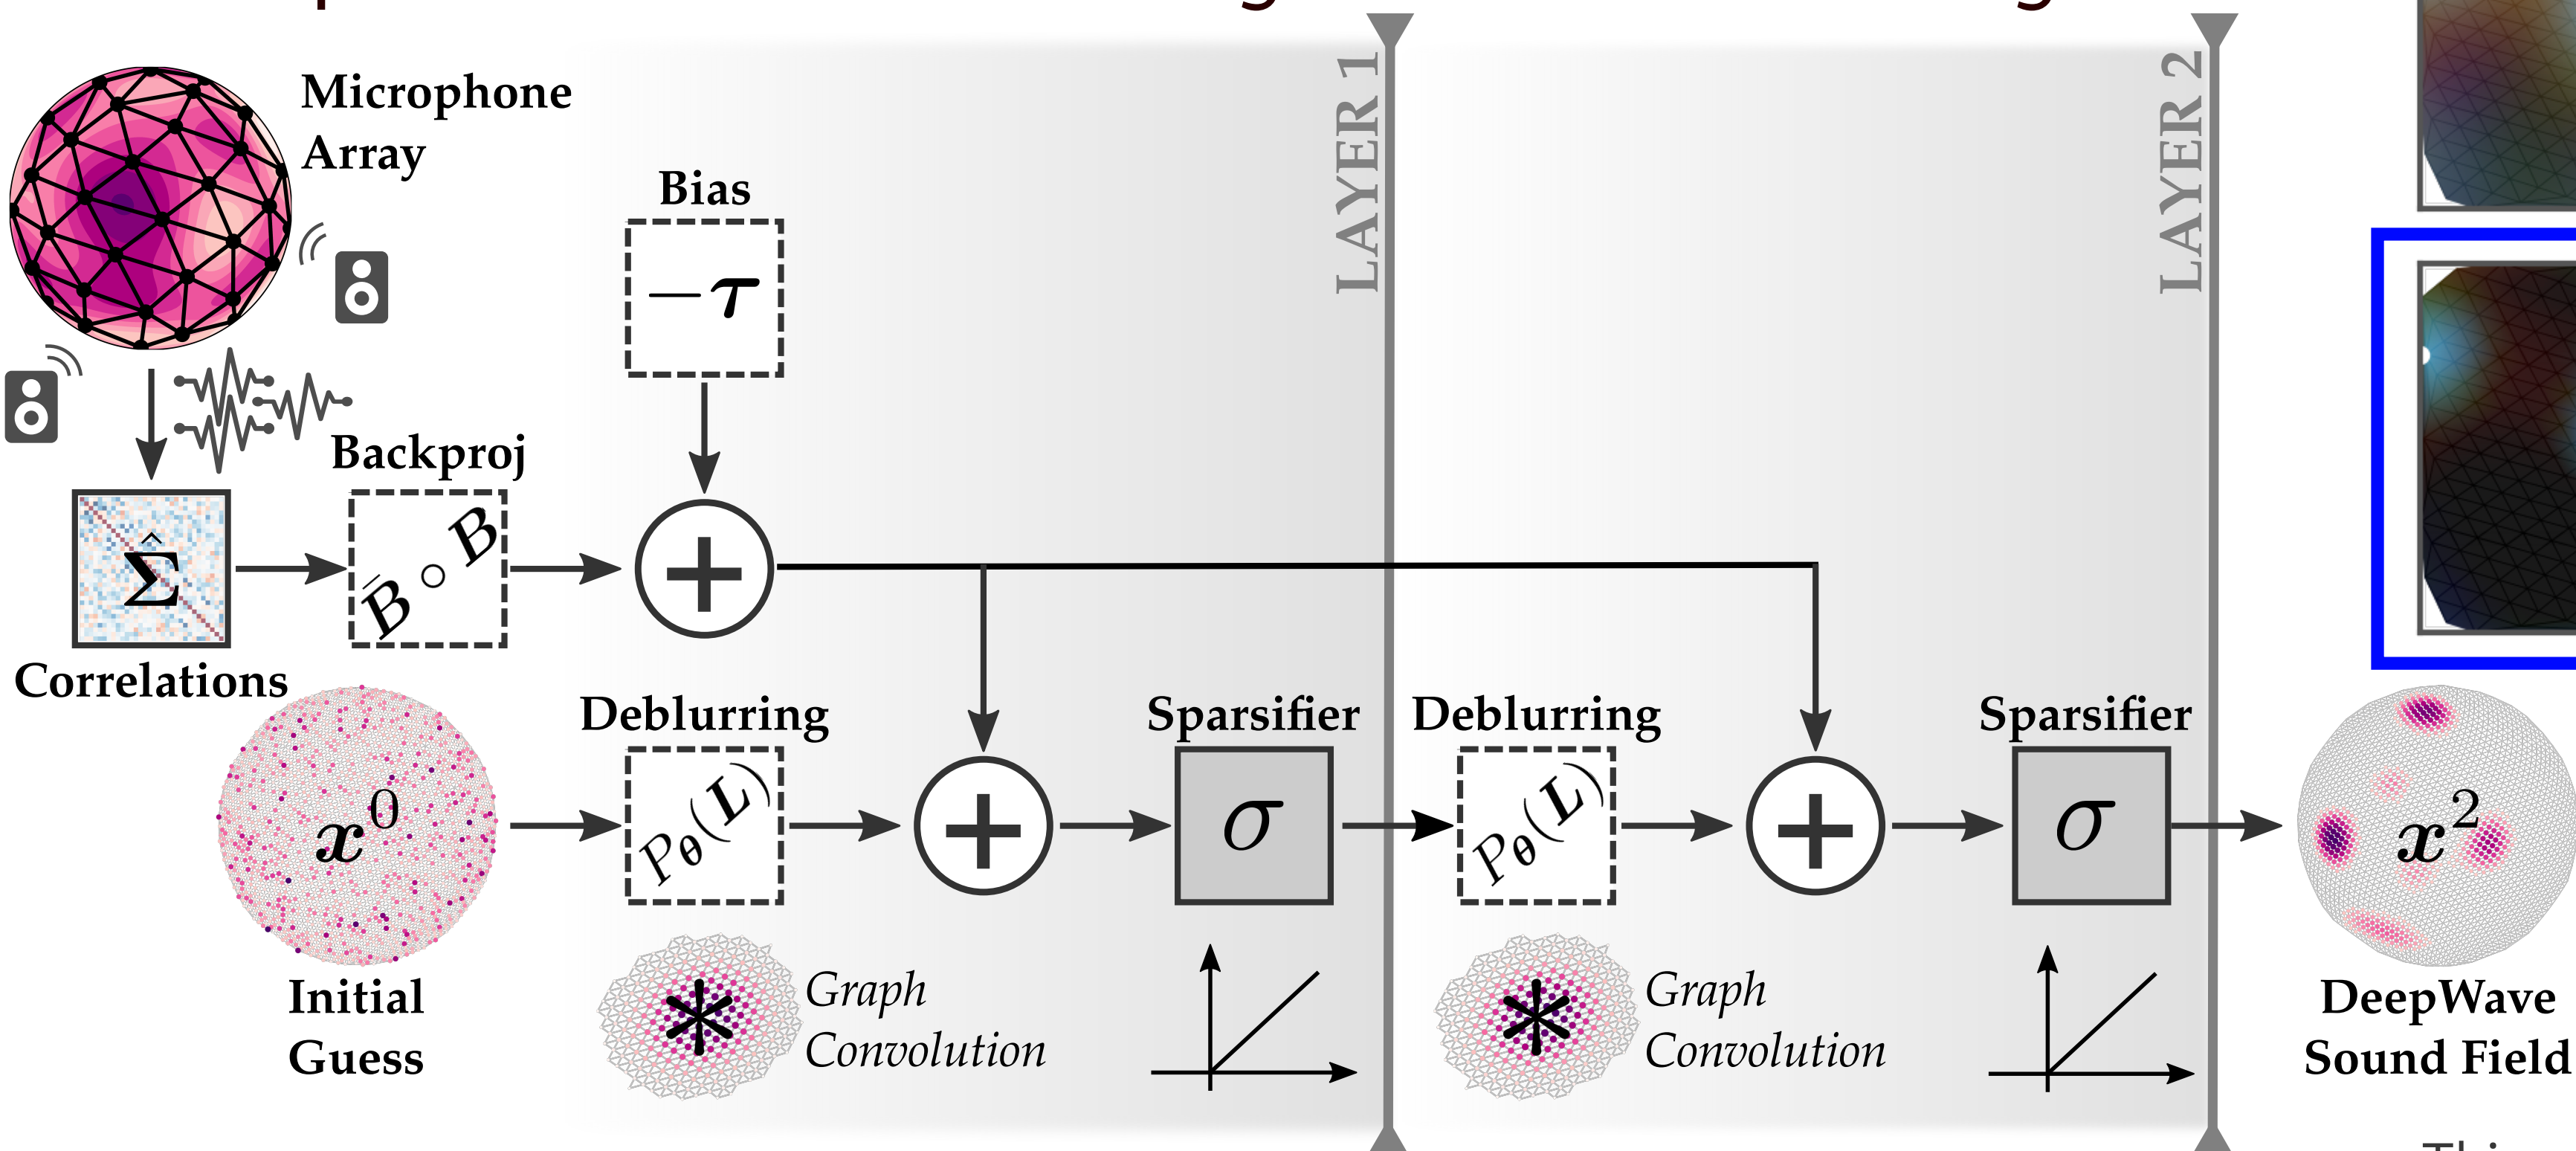 Microphone
Array
LAYER 1
LAYER 2
Bias
−τ
Backproj
Σ̂
B̄ ∘ B
+
Correlations
Deblurring
Sparsifier
Deblurring
Sparsifier
x⁰
P_θ(L)
+
σ
P_θ(L)
+
σ
x²
Initial
Guess
*
Graph
Convolution
*
Graph
Convolution
DeepWave
Sound Field